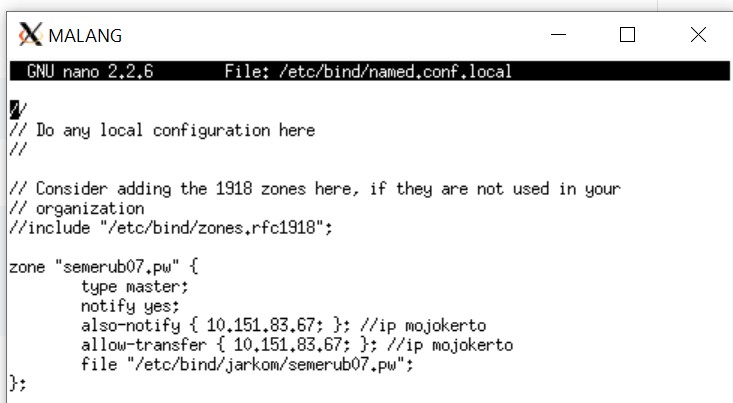 MALANG
GNU nano 2.2.6 File: /etc/bind/named.conf.local
//
// Do any local configuration here
//
// Consider adding the 1918 zones here, if they are not used in your
// organization
//include "/etc/bind/zones.rfc1918";
zone "semerub07.pw" {
type master;
notify yes;
also-notify { 10.151.83.67; }; //ip mojokerto
allow-transfer { 10.151.83.67; }; //ip mojokerto
file "/etc/bind/jarkom/semerub07.pw";
};